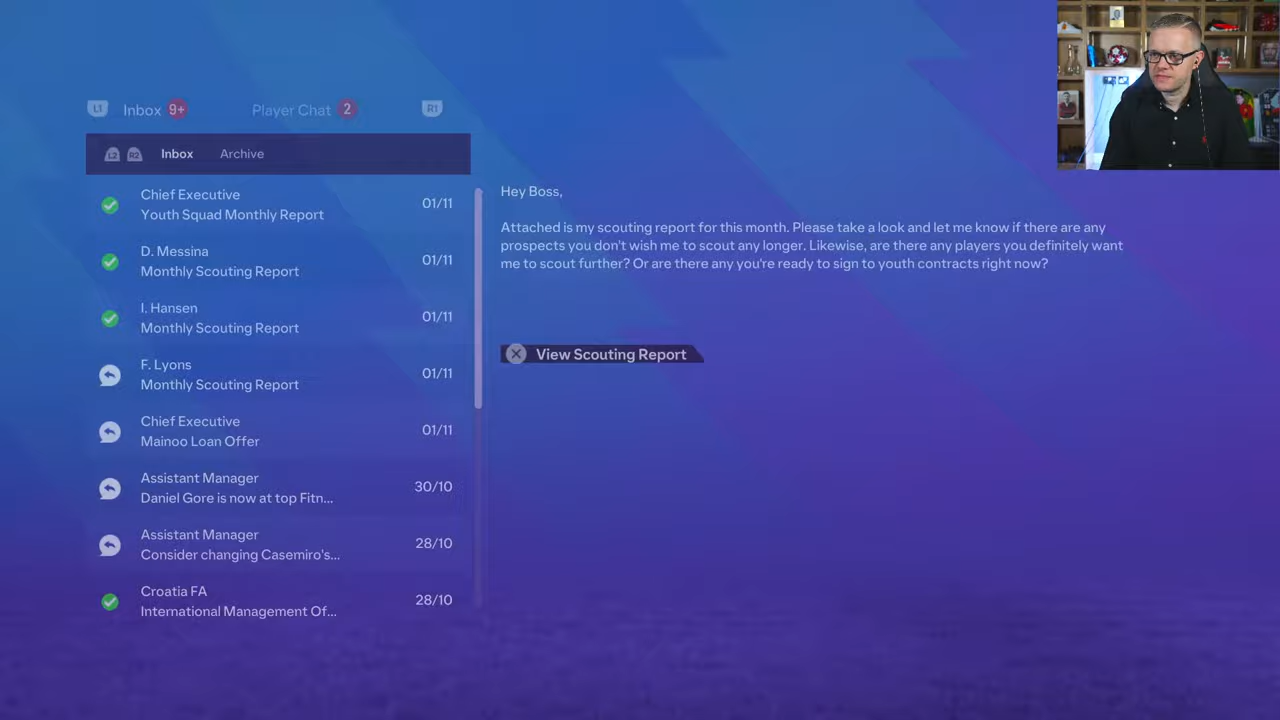 L1 Inbox 9+ Player Chat 2 R1
L2 R2 Inbox Archive
Chief Executive
Youth Squad Monthly Report
01/11
D. Messina
Monthly Scouting Report
01/11
I. Hansen
Monthly Scouting Report
01/11
F. Lyons
Monthly Scouting Report
01/11
Chief Executive
Mainoo Loan Offer
01/11
Assistant Manager
Daniel Gore is now at top Fitn...
30/10
Assistant Manager
Consider changing Casemiro's...
28/10
Croatia FA
International Management Of...
28/10
Hey Boss,
Attached is my scouting report for this month. Please take a look and let me know if there are any
prospects you don't wish me to scout any longer. Likewise, are there any players you definitely want
me to scout further? Or are there any you're ready to sign to youth contracts right now?
View Scouting Report